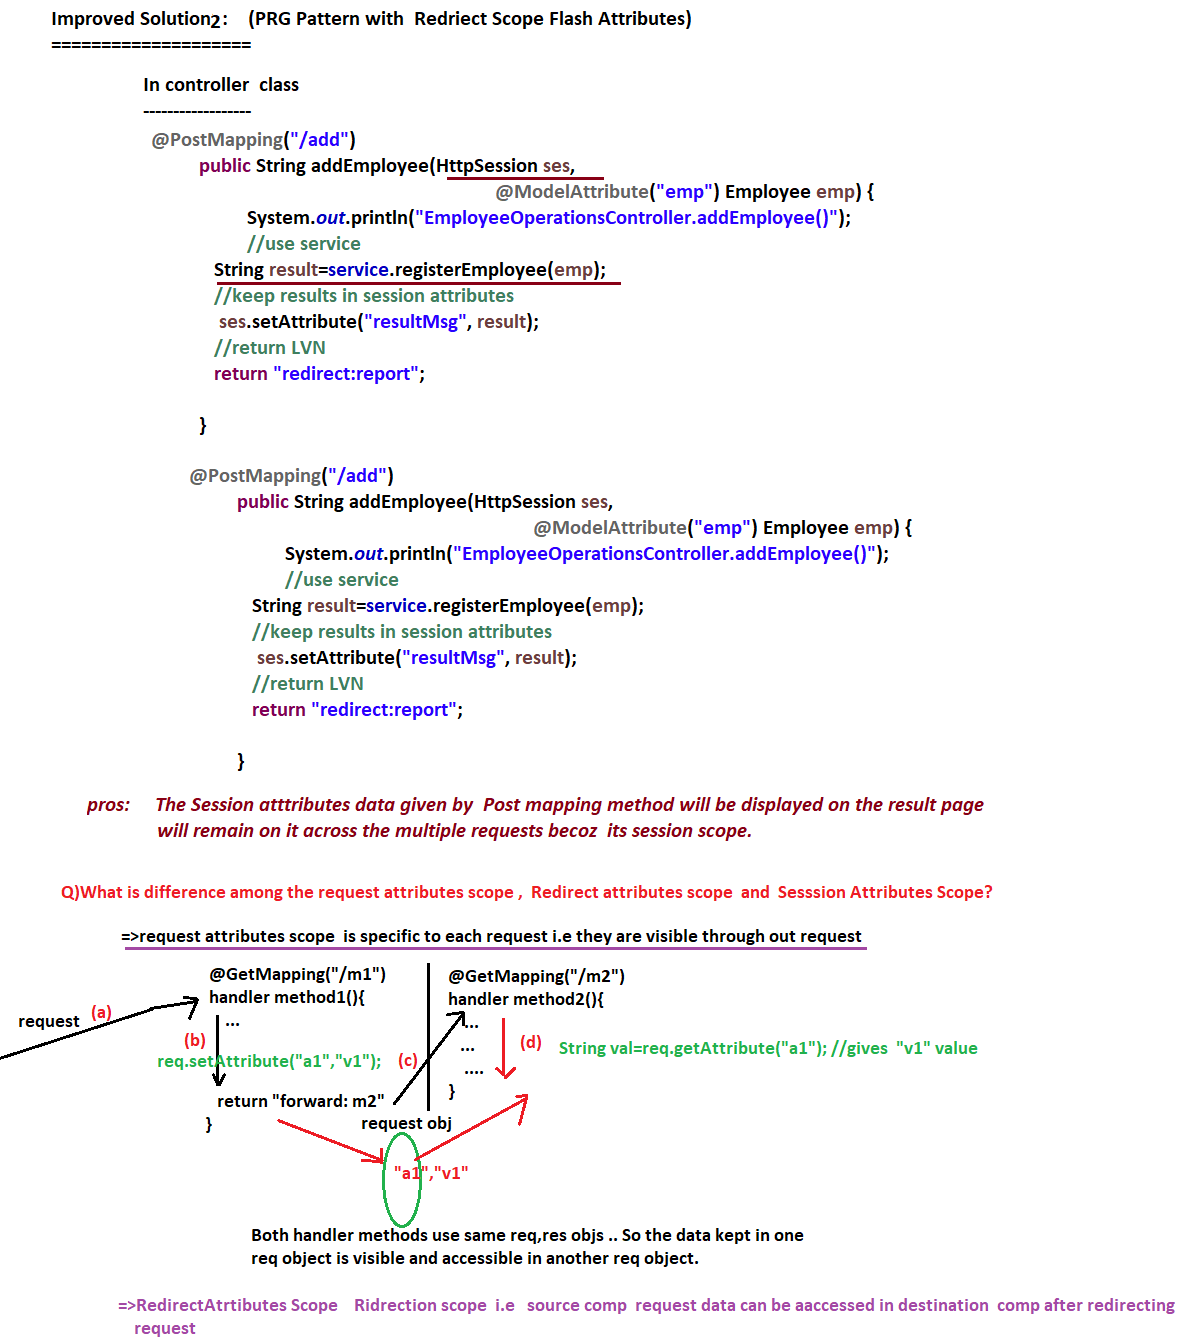 Improved Solution2:    (PRG Pattern with  Redriect Scope Flash Attributes)
====================
In controller  class
------------------
@PostMapping("/add")
public String addEmployee(HttpSession ses,
@ModelAttribute("emp") Employee emp) {
System.out.println("EmployeeOperationsController.addEmployee()");
//use service
String result=service.registerEmployee(emp);
//keep results in session attributes
ses.setAttribute("resultMsg", result);
//return LVN
return "redirect:report";
}
@PostMapping("/add")
public String addEmployee(HttpSession ses,
@ModelAttribute("emp") Employee emp) {
System.out.println("EmployeeOperationsController.addEmployee()");
//use service
String result=service.registerEmployee(emp);
//keep results in session attributes
ses.setAttribute("resultMsg", result);
//return LVN
return "redirect:report";
}
pros:     The Session atttributes data given by  Post mapping method will be displayed on the result page
will remain on it across the multiple requests becoz  its session scope.
Q)What is difference among the request attributes scope ,  Redirect attributes scope  and  Sesssion Attributes Scope?
=>request attributes scope  is specific to each request i.e they are visible through out request
@GetMapping("/m1")
handler method1(){
request (a)
...
(b)
req.setAttribute("a1","v1");
return "forward: m2"
}
(c)
@GetMapping("/m2")
handler method2(){
...
...
....
}
(d)
String val=req.getAttribute("a1"); //gives  "v1" value
request obj
"a1","v1"
Both handler methods use same req,res objs .. So the data kept in one
req object is visible and accessible in another req object.
=>RedirectAtrtibutes Scope    Ridrection scope  i.e   source comp  request data can be aaccessed in destination  comp after redirecting
request